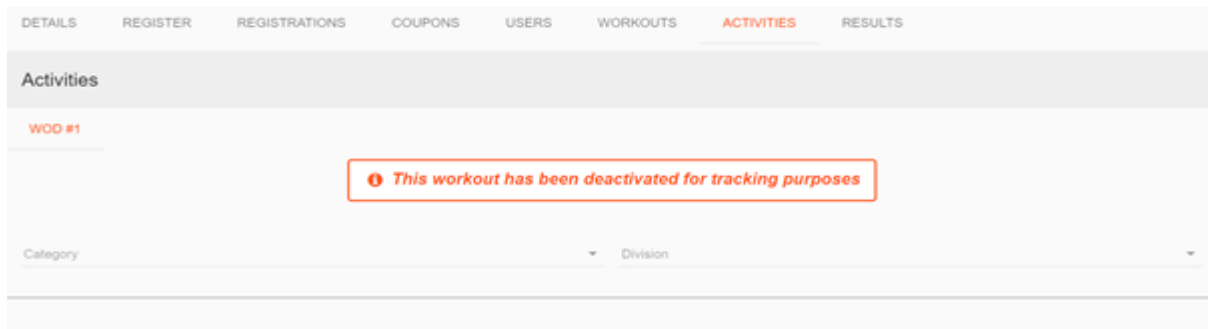 DETAILS REGISTER REGISTRATIONS COUPONS USERS WORKOUTS ACTIVITIES RESULTS
Activities
WOD #1
This workout has been deactivated for tracking purposes
Category Division